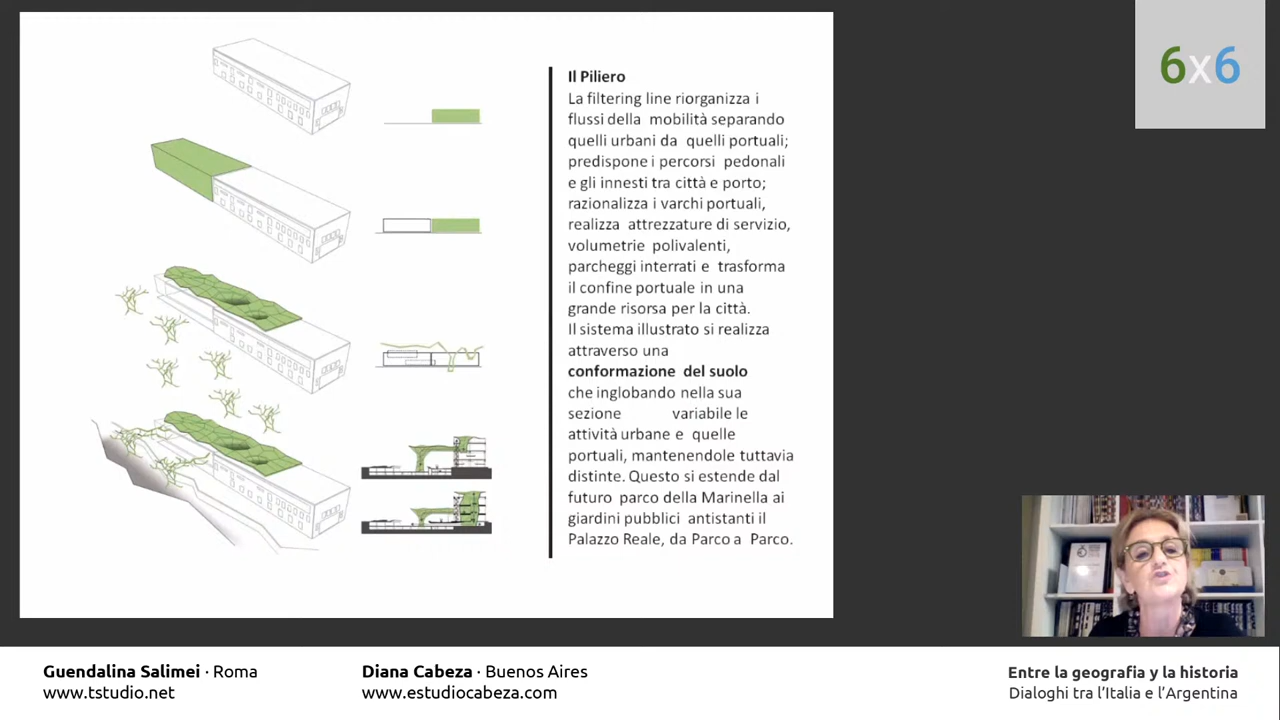 6x6
Il Piliero
La filtering line riorganizza i
flussi della mobilità separando
quelli urbani da quelli portuali;
predispone i percorsi pedonali
e gli innesti tra città e porto;
razionalizza i varchi portuali,
realizza attrezzature di servizio,
volumetrie polivalenti,
parcheggi interrati e trasforma
il confine portuale in una
grande risorsa per la città.
Il sistema illustrato si realizza
attraverso una
conformazione del suolo
che inglobando nella sua
sezione variabile le
attività urbane e quelle
portuali, mantenendole tuttavia
distinte. Questo si estende dal
futuro parco della Marinella ai
giardini pubblici antistanti il
Palazzo Reale, da Parco a Parco.
Guendalina Salimei · Roma
www.tstudio.net
Diana Cabeza · Buenos Aires
www.estudiocabeza.com
Entre la geografia y la historia
Dialoghi tra l'Italia e l'Argentina